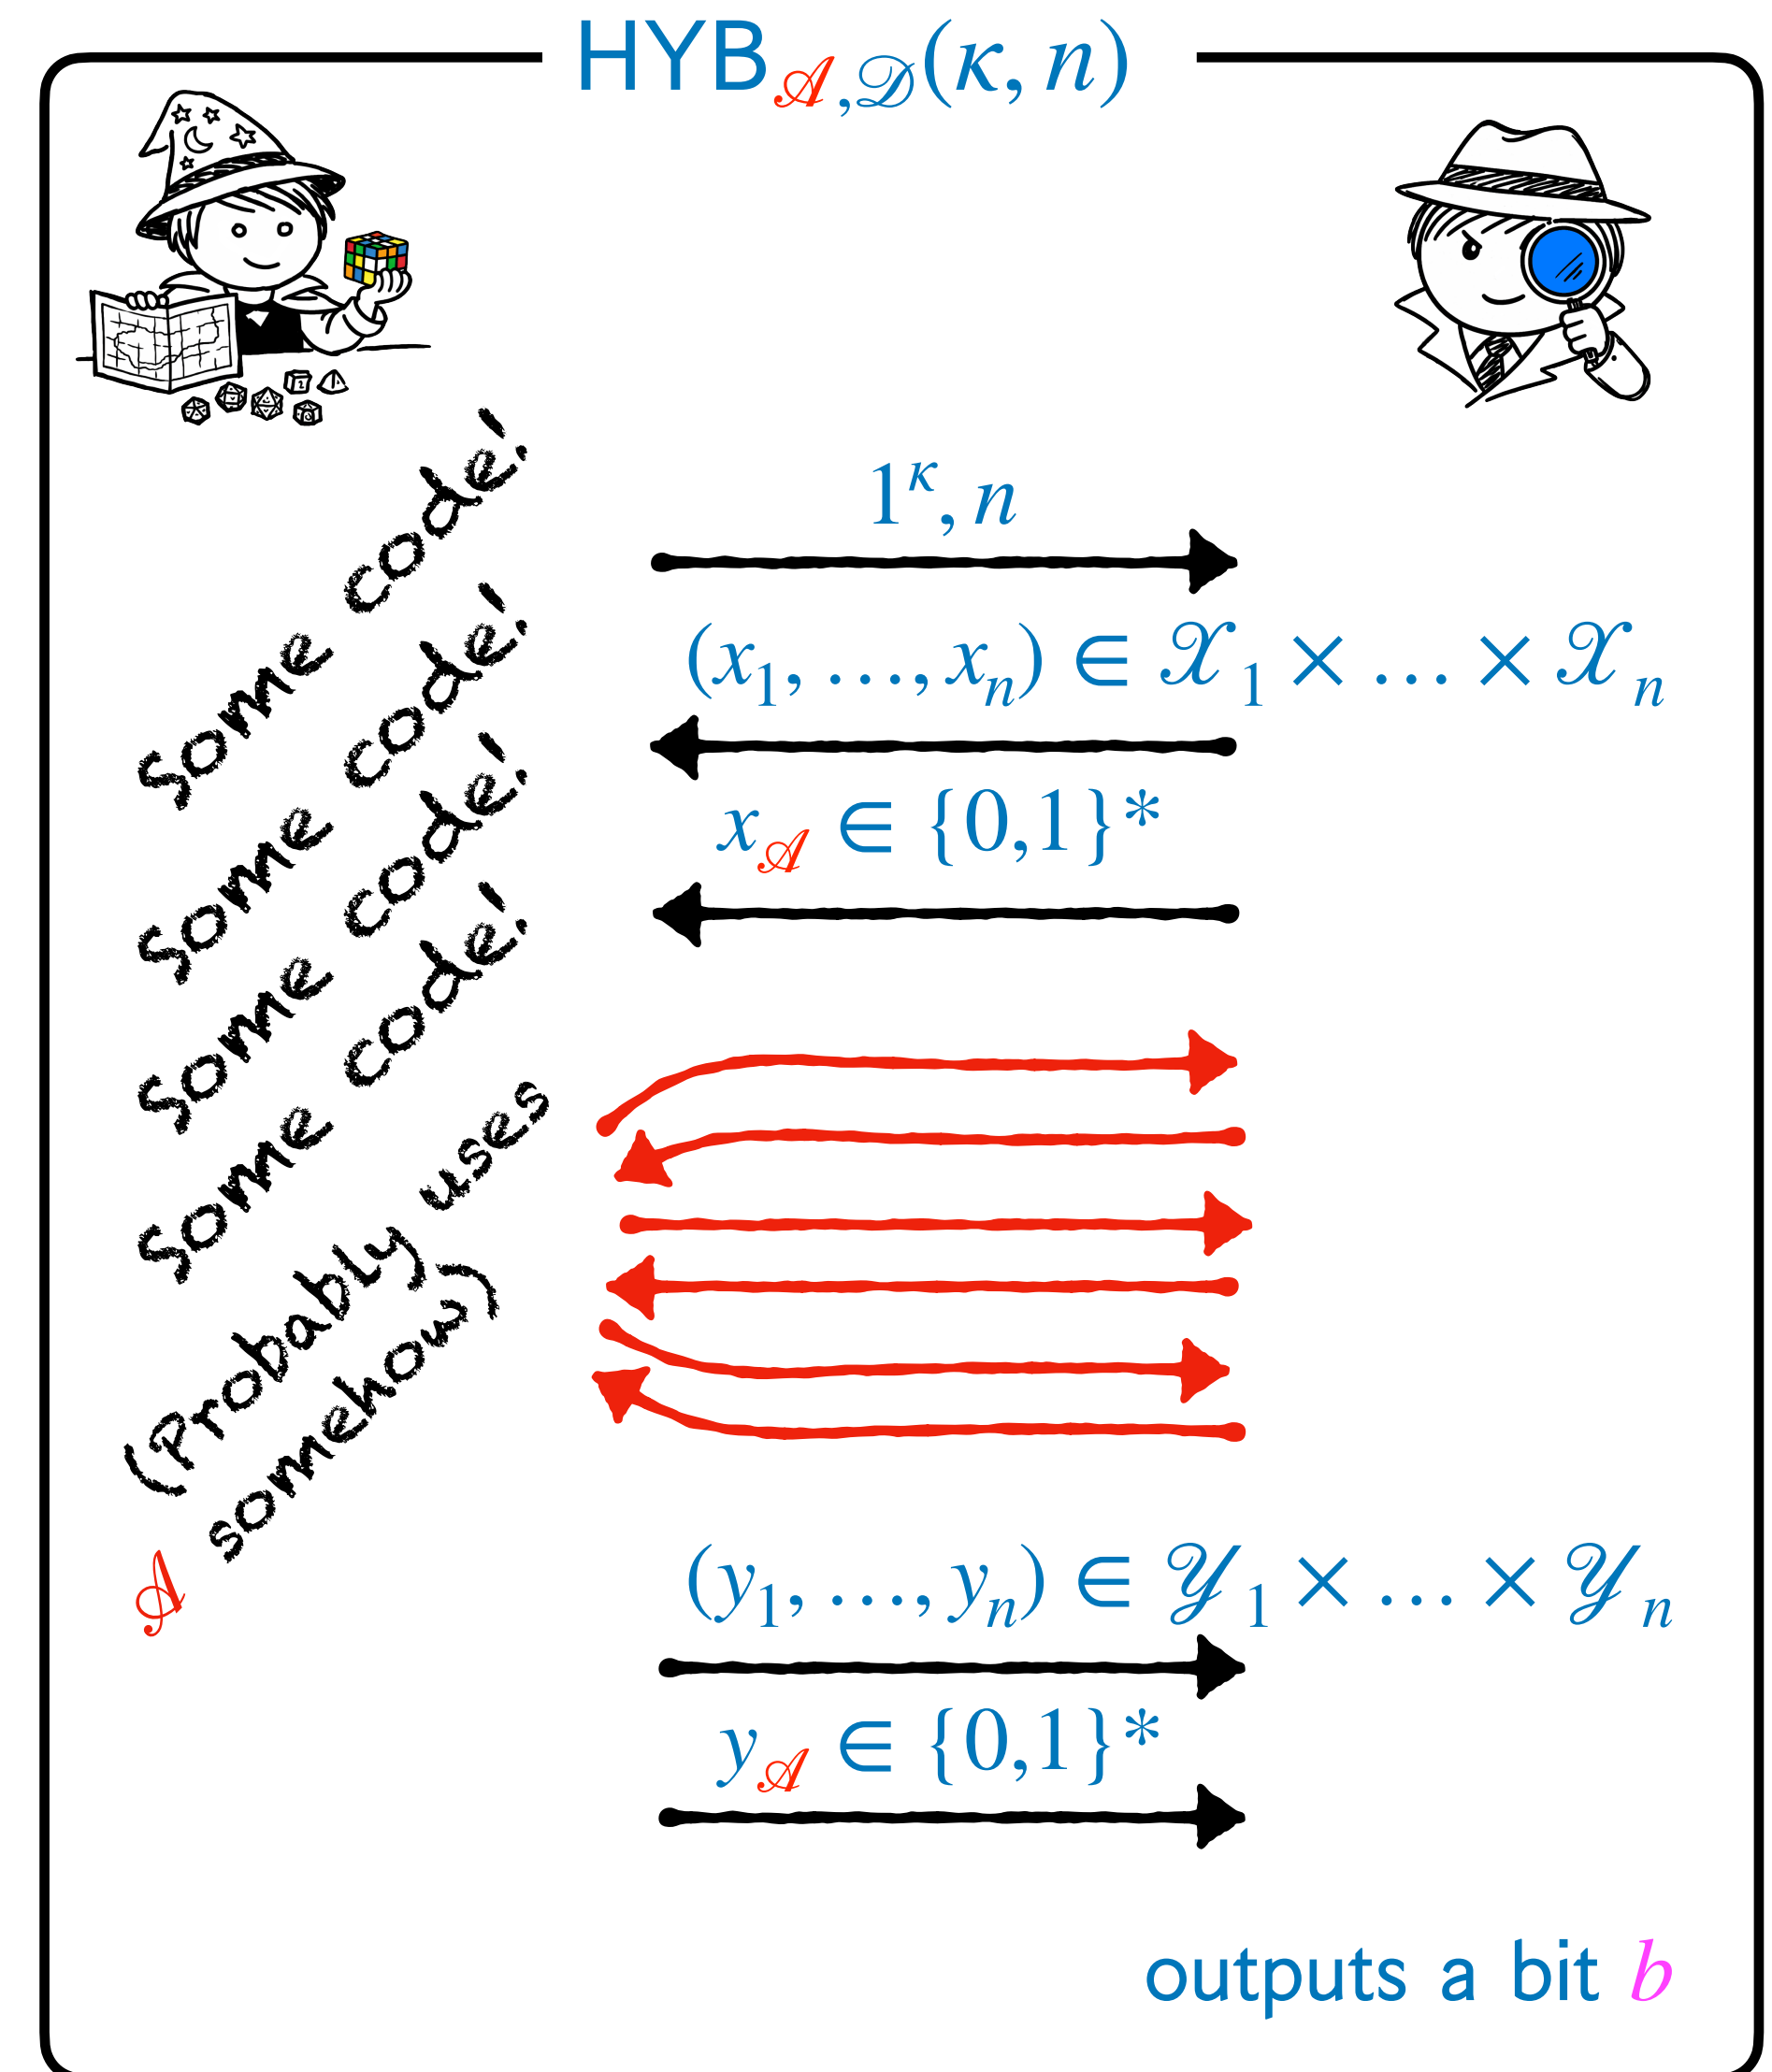 HYB𝒜,𝒟(κ, n)
1^κ, n
(x₁, …, xₙ) ∈ 𝒳₁ × … × 𝒳ₙ
x𝒜 ∈ {0,1}*
Some code!
Some code!
Some code!
Some code!
(Probably uses
𝒜 somehow)
(y₁, …, yₙ) ∈ 𝒴₁ × … × 𝒴ₙ
y𝒜 ∈ {0,1}*
outputs a bit b